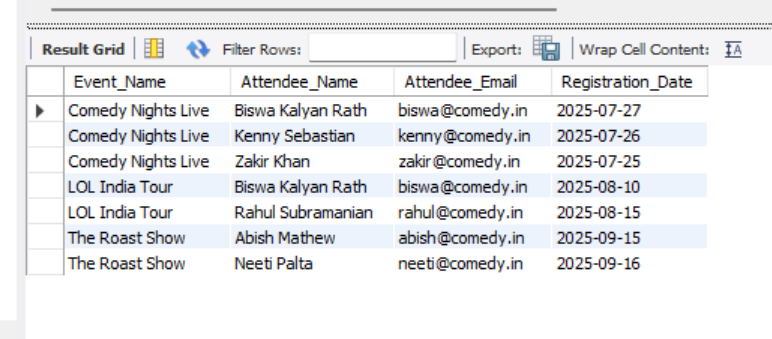 Result Grid Filter Rows: Export: Wrap Cell Content: IA
Event_Name Attendee_Name Attendee_Email Registration_Date
Comedy Nights Live Biswa Kalyan Rath biswa@comedy.in 2025-07-27
Comedy Nights Live Kenny Sebastian kenny@comedy.in 2025-07-26
Comedy Nights Live Zakir Khan zakir@comedy.in 2025-07-25
LOL India Tour Biswa Kalyan Rath biswa@comedy.in 2025-08-10
LOL India Tour Rahul Subramanian rahul@comedy.in 2025-08-15
The Roast Show Abish Mathew abish@comedy.in 2025-09-15
The Roast Show Neeti Palta neeti@comedy.in 2025-09-16